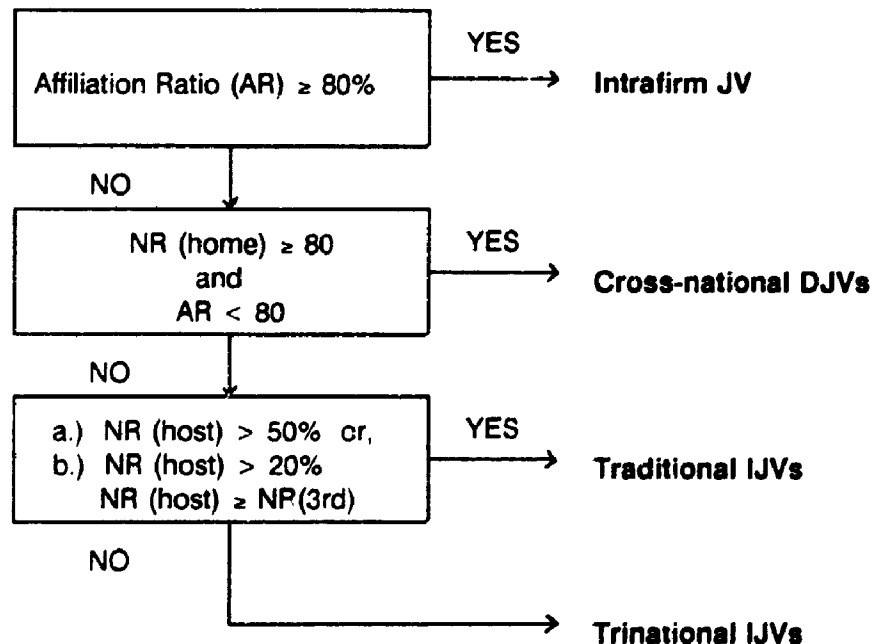 YES
Affiliation Ratio (AR) ≥ 80%
Intrafirm JV
NO
NR (home) ≥ 80
and
AR < 80
YES
Cross-national DJVs
NO
a.) NR (host) > 50% cr,
b.) NR (host) > 20%
NR (host) ≥ NR(3rd)
YES
Traditional IJVs
NO
Trinational IJVs